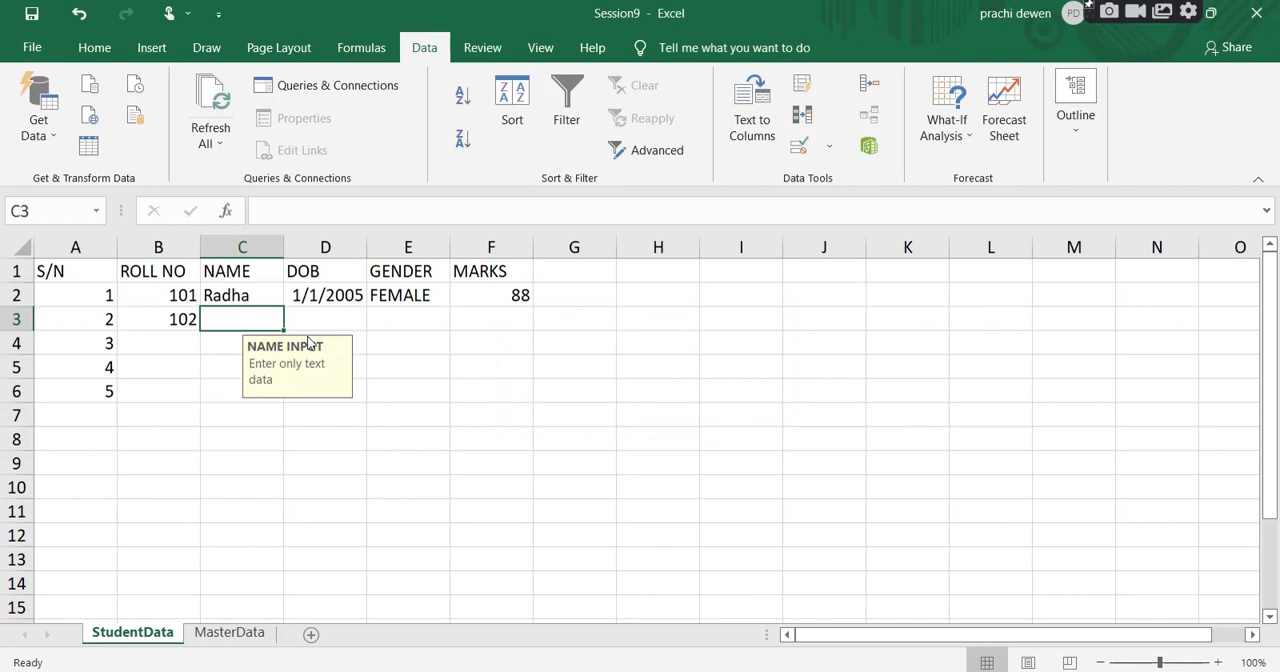 Session9 - Excel
prachi dewen PD
File Home Insert Draw Page Layout Formulas Data Review View Help Tell me what you want to do Share
Get Data
Refresh All
Queries & Connections
Properties
Edit Links
Sort
Filter
Clear
Reapply
Advanced
Text to Columns
What-If Analysis
Forecast Sheet
Outline
Get & Transform Data Queries & Connections Sort & Filter Data Tools Forecast
C3 fx
A B C D E F G H I J K L M N O
1 S/N ROLL NO NAME DOB GENDER MARKS
2 1 101 Radha 1/1/2005 FEMALE 88
3 2 102
4 3
5 4
6 5
NAME INPUT
Enter only text
data
7
8
9
10
11
12
13
14
15
StudentData MasterData
Ready 100%